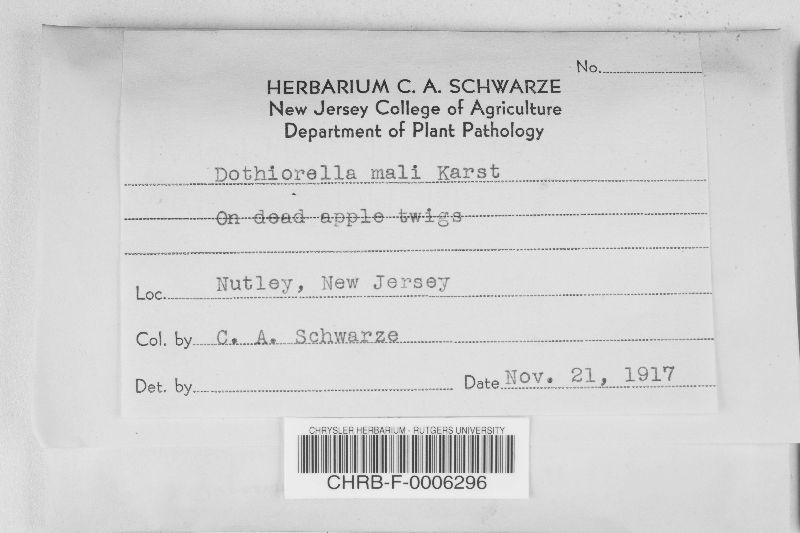 No.
HERBARIUM C. A. SCHWARZE
New Jersey College of Agriculture
Department of Plant Pathology
Dothiorella mali Karst
On dead apple twigs
Loc. Nutley, New Jersey
Col. by C. A. Schwarze
Det. by
Date Nov. 21, 1917
CHRYSLER HERBARIUM - RUTGERS UNIVERSITY
CHRB-F-0006296